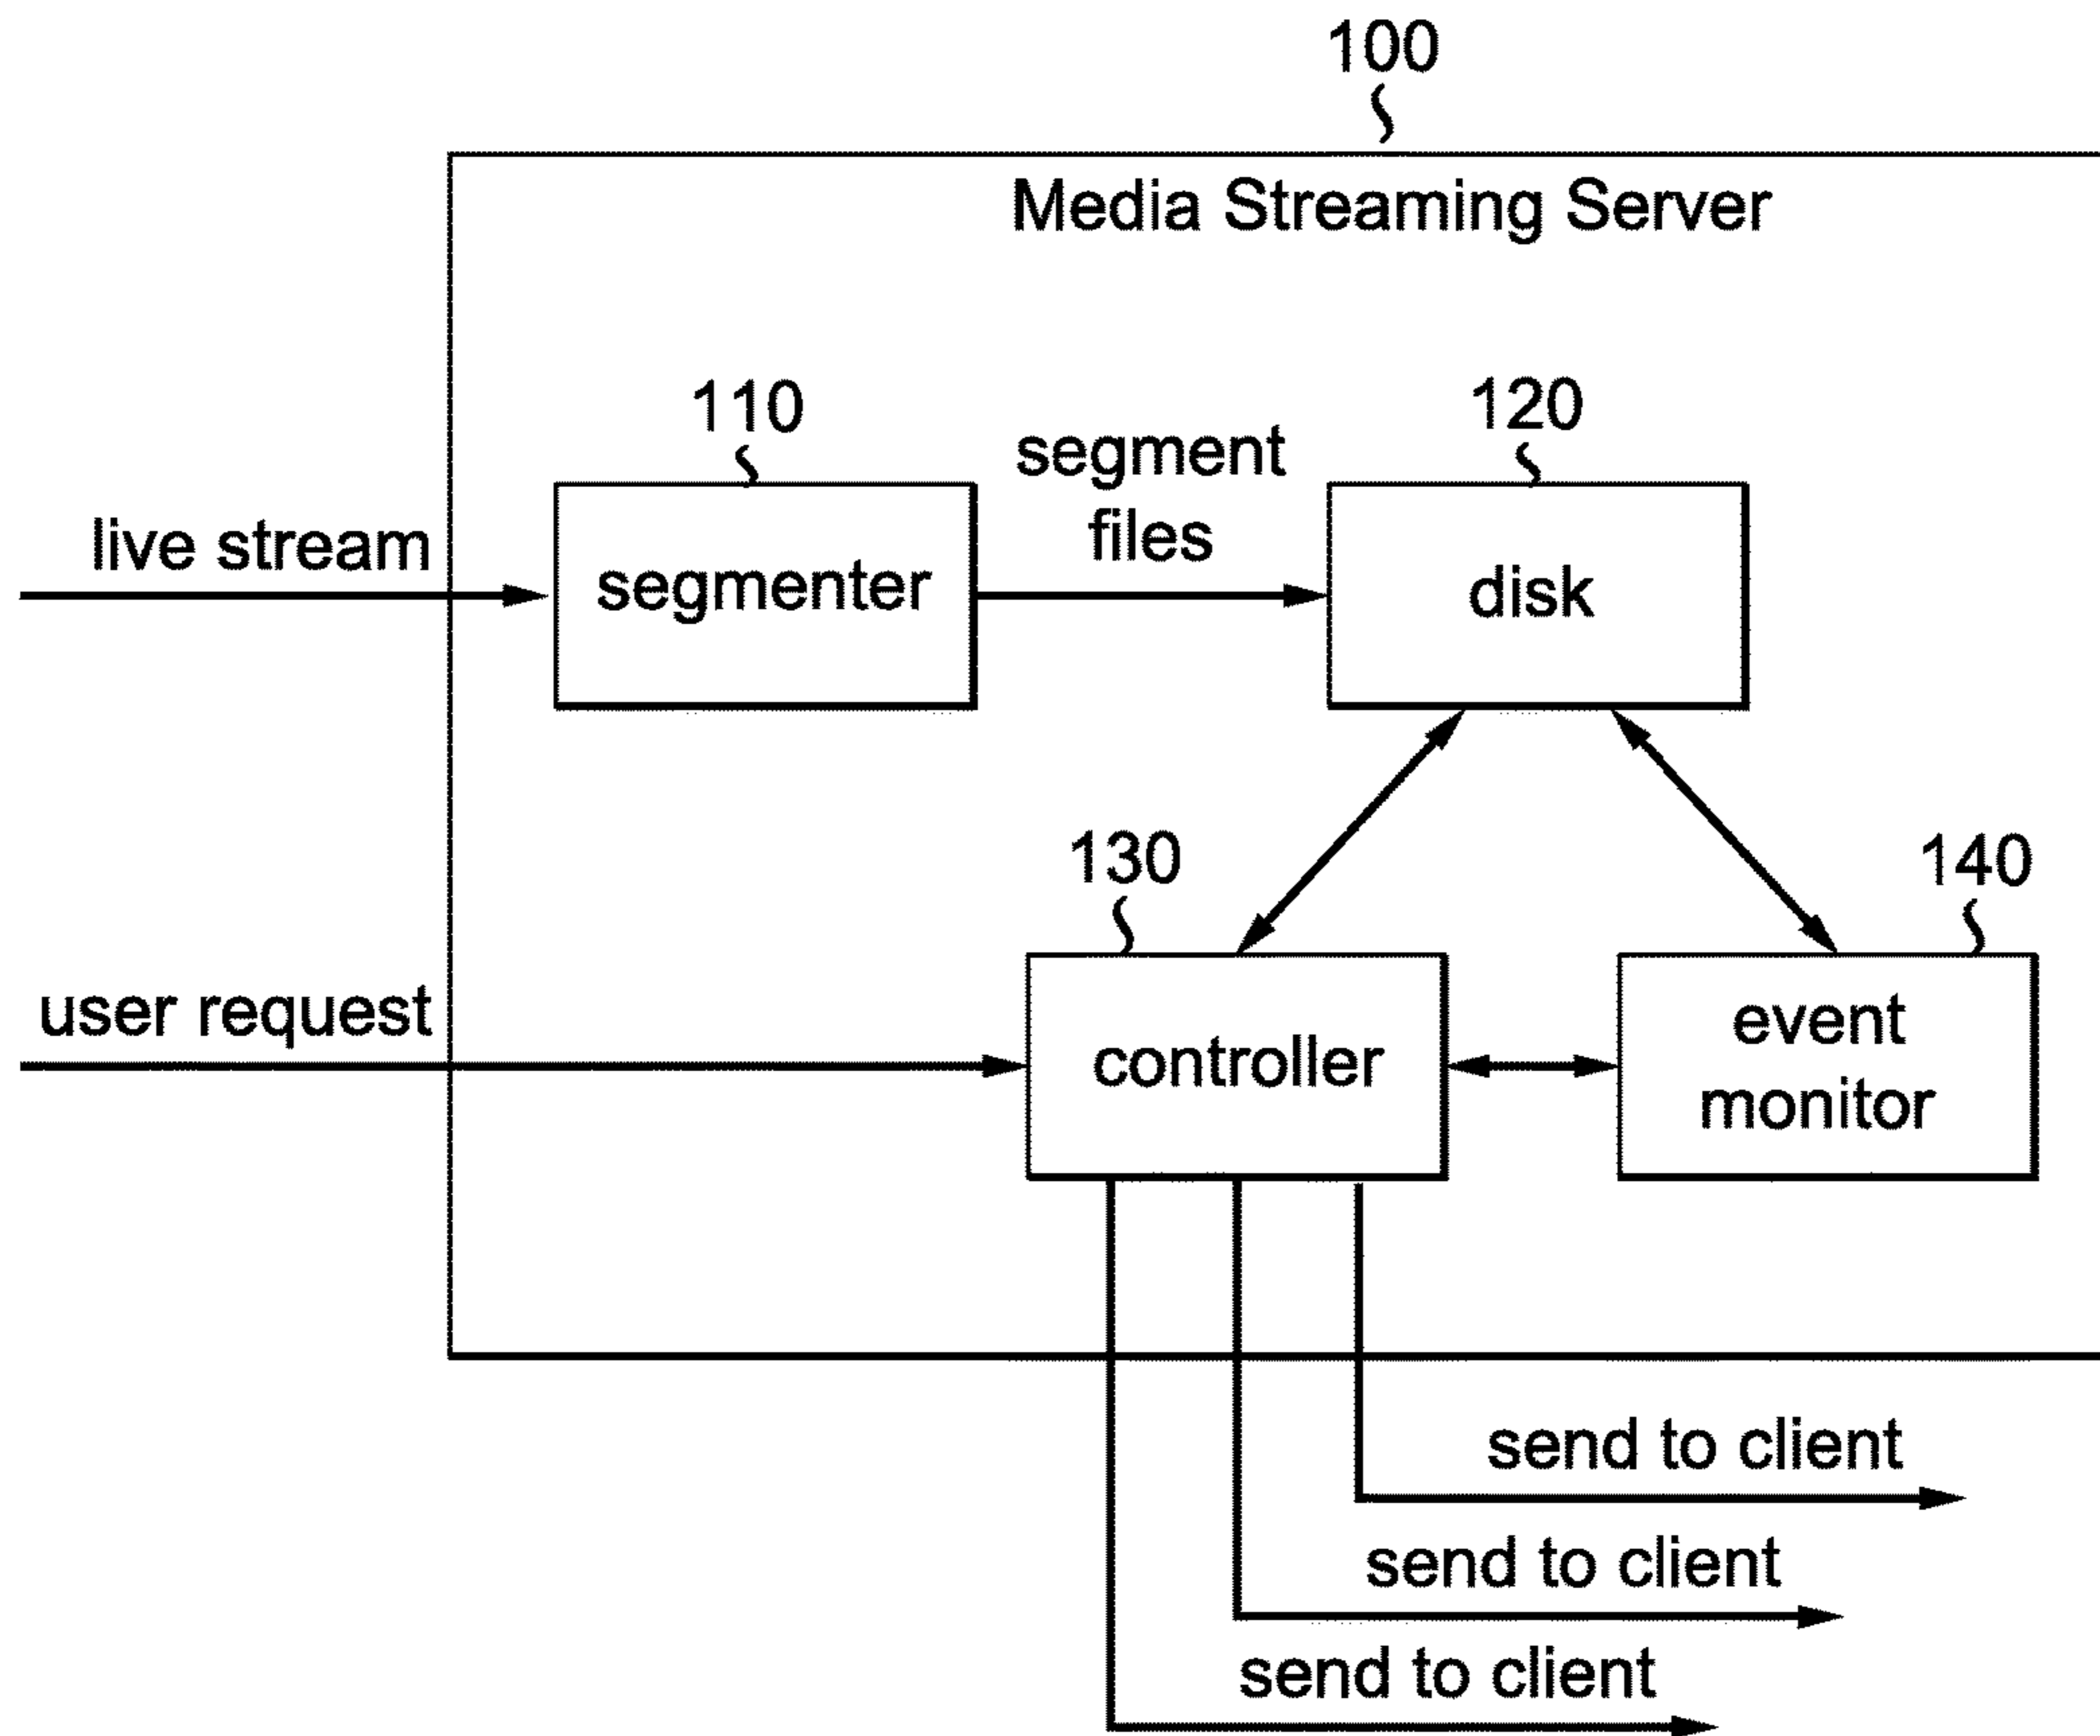 100
Media Streaming Server
110
segment
files
120
live stream
segmenter
disk
130
140
user request
controller
event
monitor
send to client
send to client
send to client